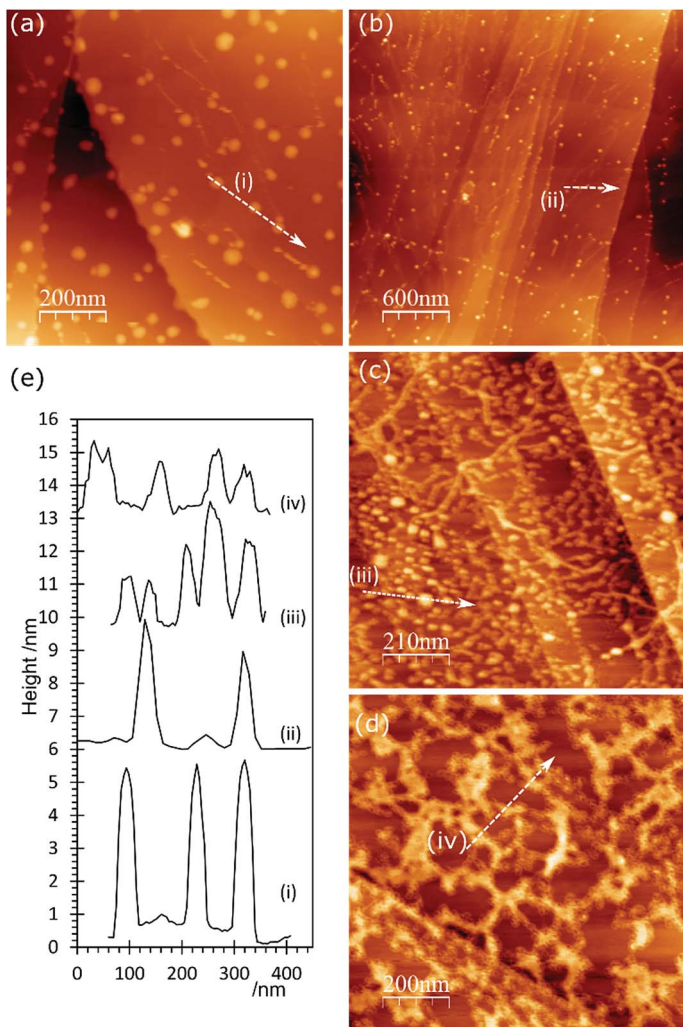 (a)
(i)
200nm
(b)
(ii)
600nm
(e)
16
15
14
13
12
11
10
9
8
7
6
5
4
3
2
1
0
Height /nm
(iv)
(iii)
(ii)
(i)
0 100 200 300 400
/nm
(c)
(iii)
210nm
(d)
(iv)
200nm